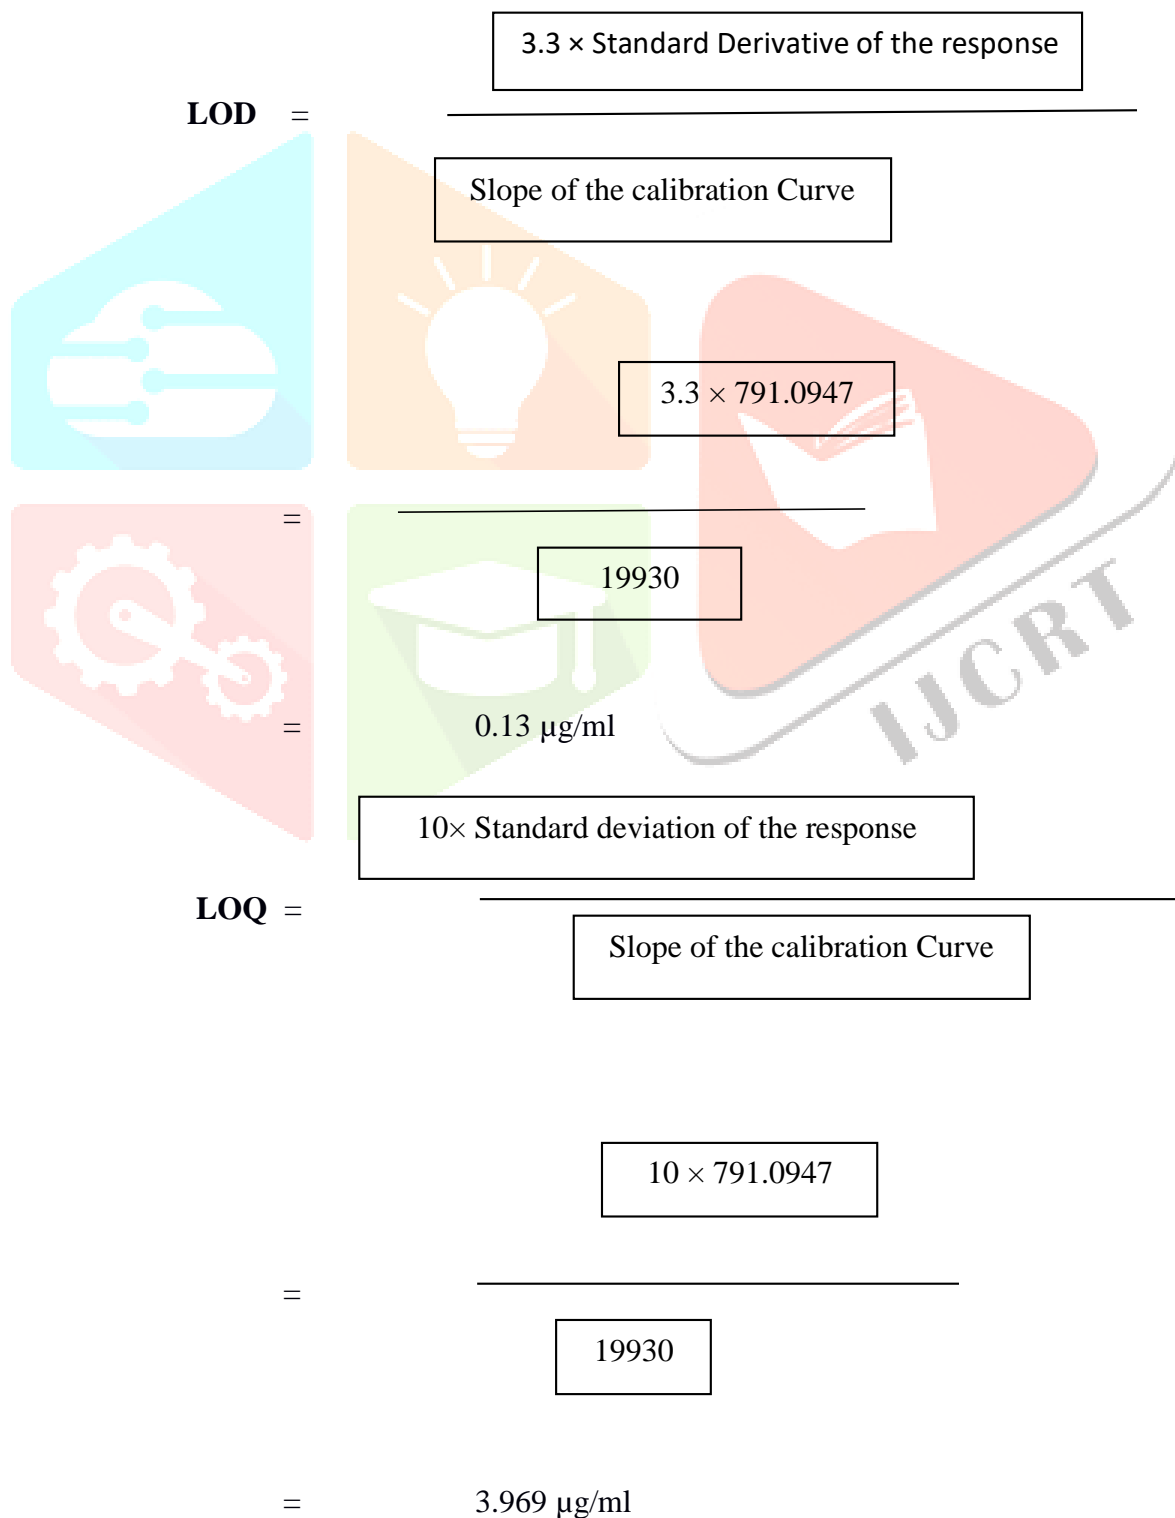 3.3 × Standard Derivative of the response
LOD =
Slope of the calibration Curve
3.3 × 791.0947
=
19930
= 0.13 µg/ml
IJCRT
10× Standard deviation of the response
LOQ =
Slope of the calibration Curve
10 × 791.0947
=
19930
= 3.969 µg/ml